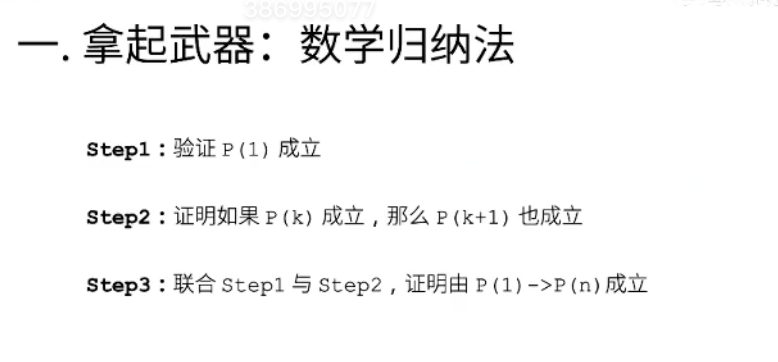 386995077
一. 拿起武器：数学归纳法
Step1：验证 P(1) 成立
Step2：证明如果 P(k) 成立，那么 P(k+1) 也成立
Step3：联合 Step1 与 Step2，证明由 P(1)->P(n)成立